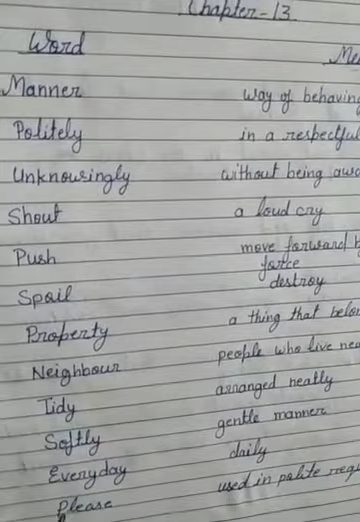 Chapter-13
Word
Manner way of behaving
Politely in a respectful
Unknowingly without being
Shout a loud cry
Push move forward
force
Spoil destroy
Property a thing that
Neighbour people who live
Tidy arranged neatly
Softly gentle manner
Everyday daily
Please used in polite